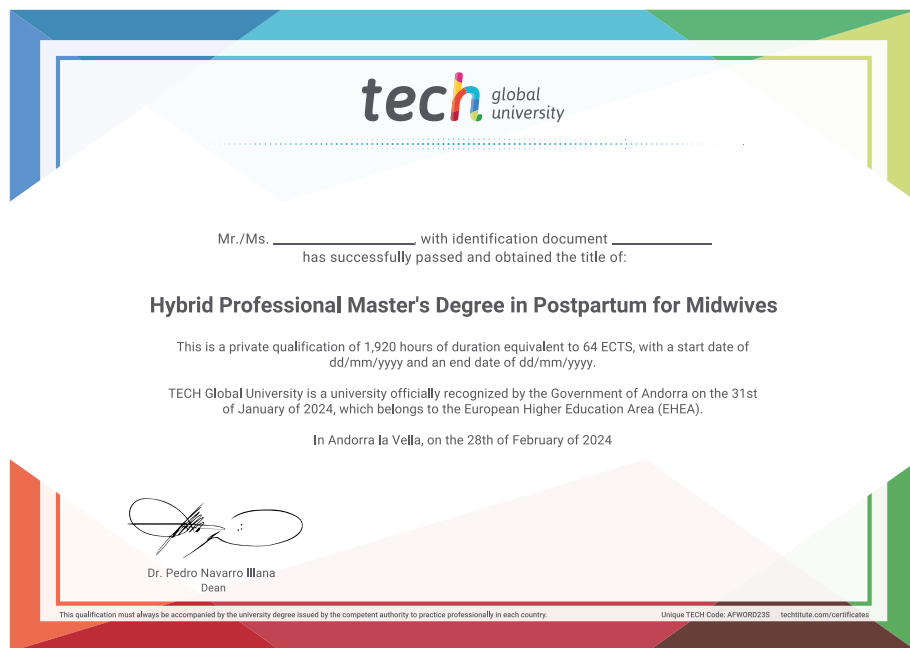 tech global
university
Mr./Ms. ____________________, with identification document ______________
has successfully passed and obtained the title of:
Hybrid Professional Master's Degree in Postpartum for Midwives
This is a private qualification of 1,920 hours of duration equivalent to 64 ECTS, with a start date of
dd/mm/yyyy and an end date of dd/mm/yyyy.
TECH Global University is a university officially recognized by the Government of Andorra on the 31st
of January of 2024, which belongs to the European Higher Education Area (EHEA).
In Andorra la Vella, on the 28th of February of 2024
Dr. Pedro Navarro Illana
Dean
This qualification must always be accompanied by the university degree issued by the competent authority to practice professionally in each country. Unique TECH Code: AFWORD23S techtitute.com/certificates